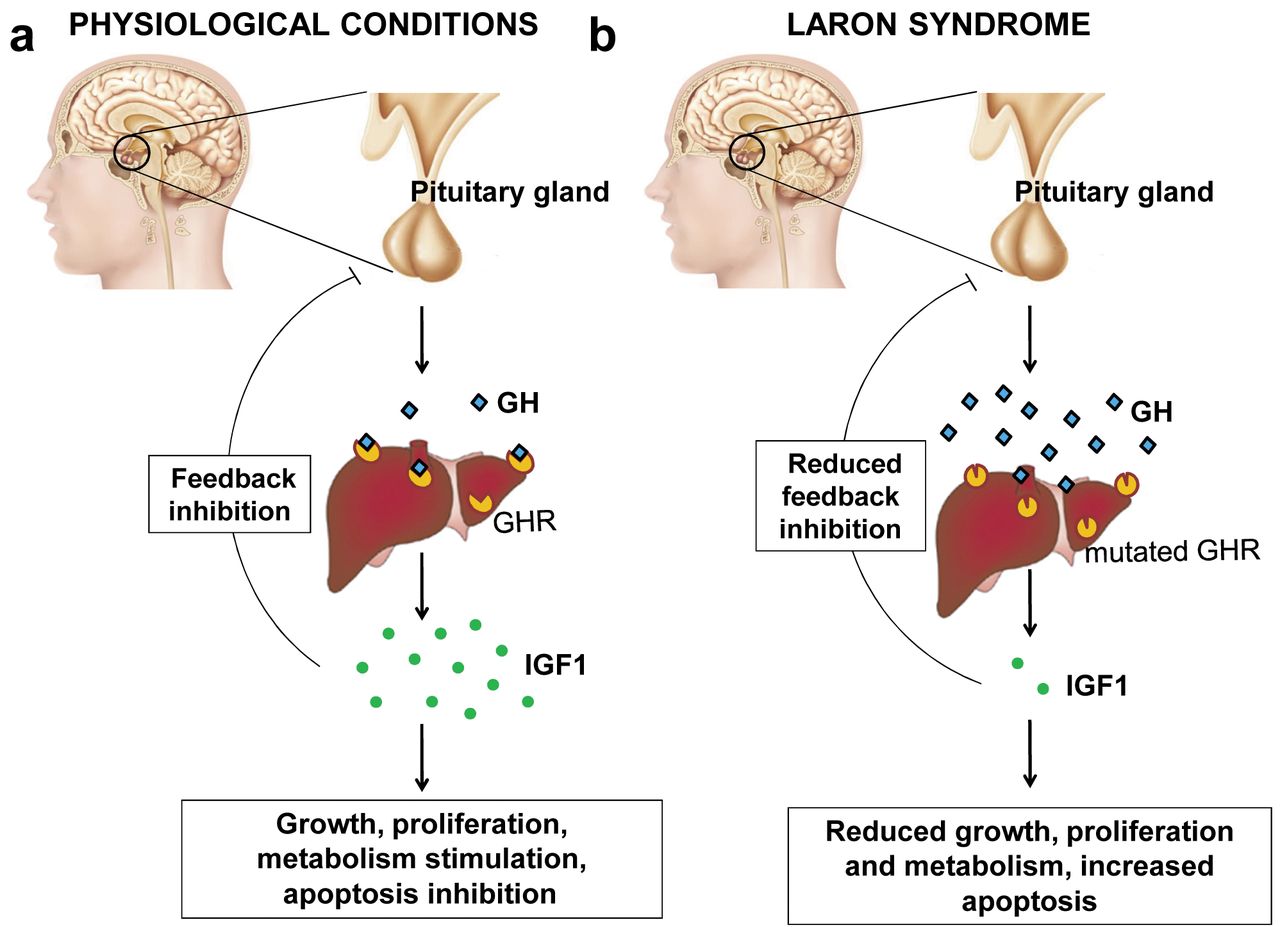 a
PHYSIOLOGICAL CONDITIONS
Pituitary gland
GH
Feedback
inhibition
GHR
IGF1
Growth, proliferation,
metabolism stimulation,
apoptosis inhibition
b
LARON SYNDROME
Pituitary gland
GH
Reduced
feedback
inhibition
mutated GHR
IGF1
Reduced growth, proliferation
and metabolism, increased
apoptosis